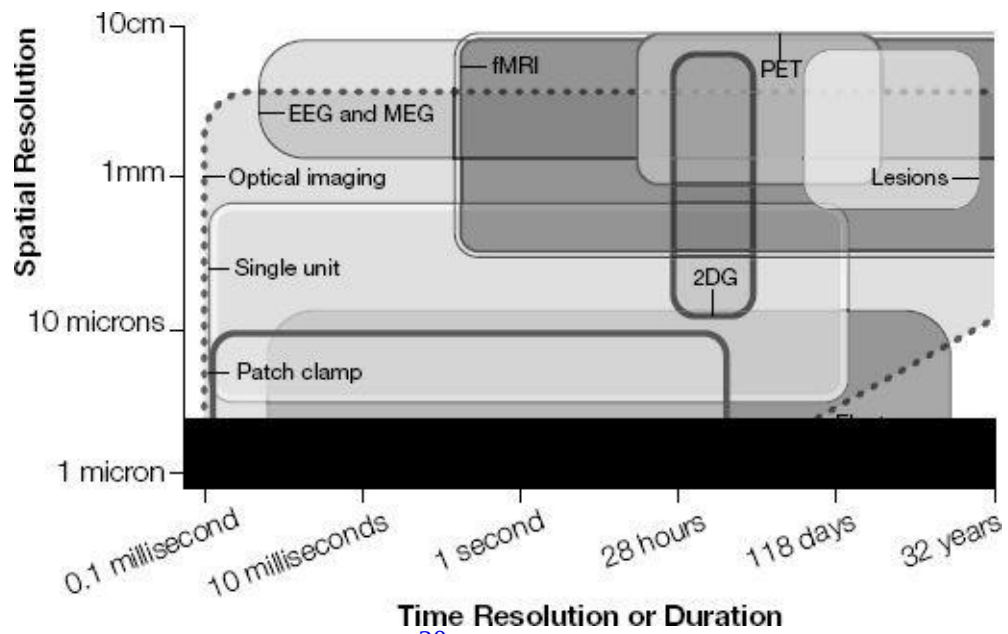 10cm
fMRI
PET
EEG and MEG
1mm
Optical imaging
Lesions
Spatial Resolution
Single unit
2DG
10 microns
Patch clamp
1 micron
0.1 millisecond
10 milliseconds
1 second
28 hours
118 days
32 years
Time Resolution or Duration